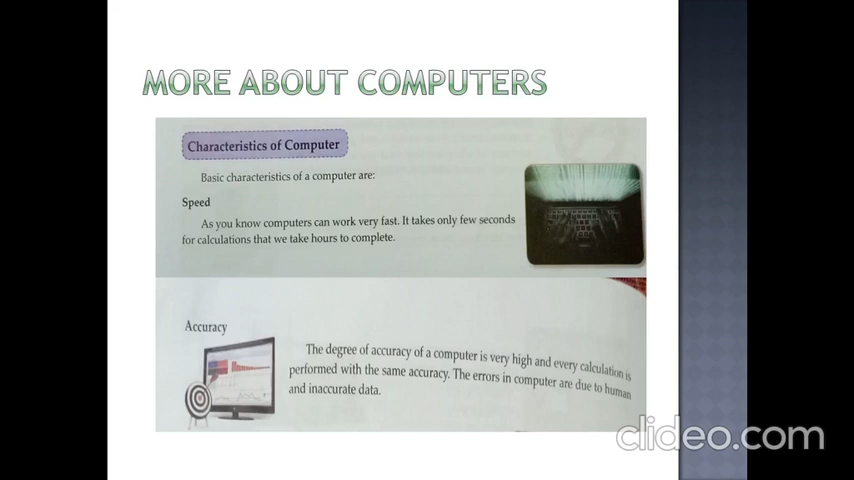 MORE ABOUT COMPUTERS
Characteristics of Computer
Basic characteristics of a computer are:
Speed
As you know computers can work very fast. It takes only few seconds
for calculations that we take hours to complete.
Accuracy
The degree of accuracy of a computer is very high and every calculation is
performed with the same accuracy. The errors in computer are due to human
and inaccurate data.
clideo.com